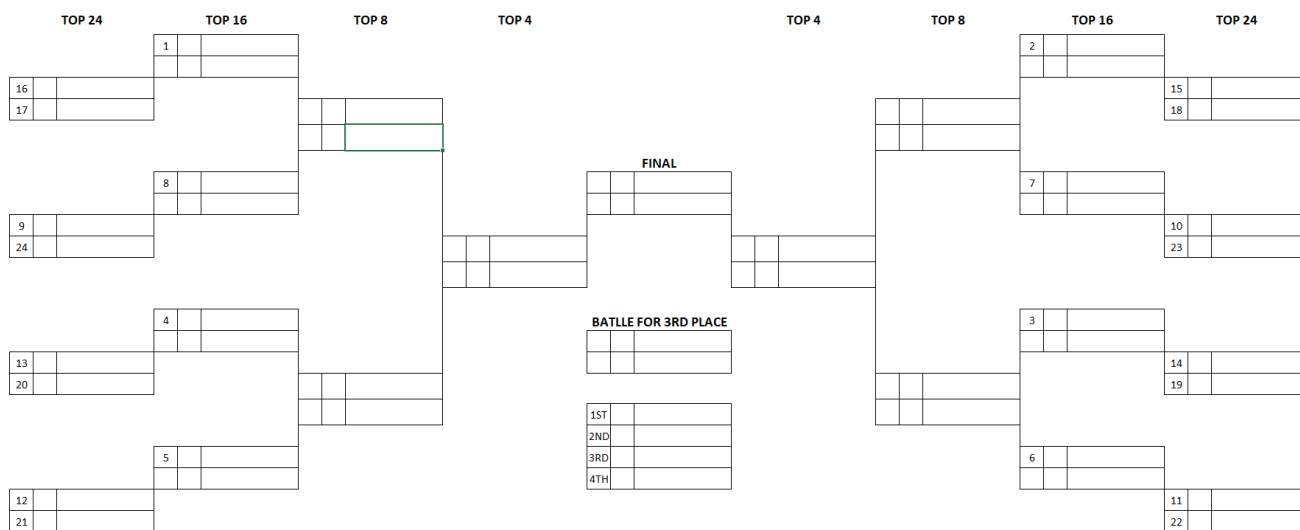 TOP 24 TOP 16 TOP 8 TOP 4 TOP 4 TOP 8 TOP 16 TOP 24
1 2
16 15
17 18
FINAL
8 7
9 10
24 23
4 BATLLE FOR 3RD PLACE 3
13 14
20 19
1ST
2ND
5 3RD 6
4TH
12 11
21 22